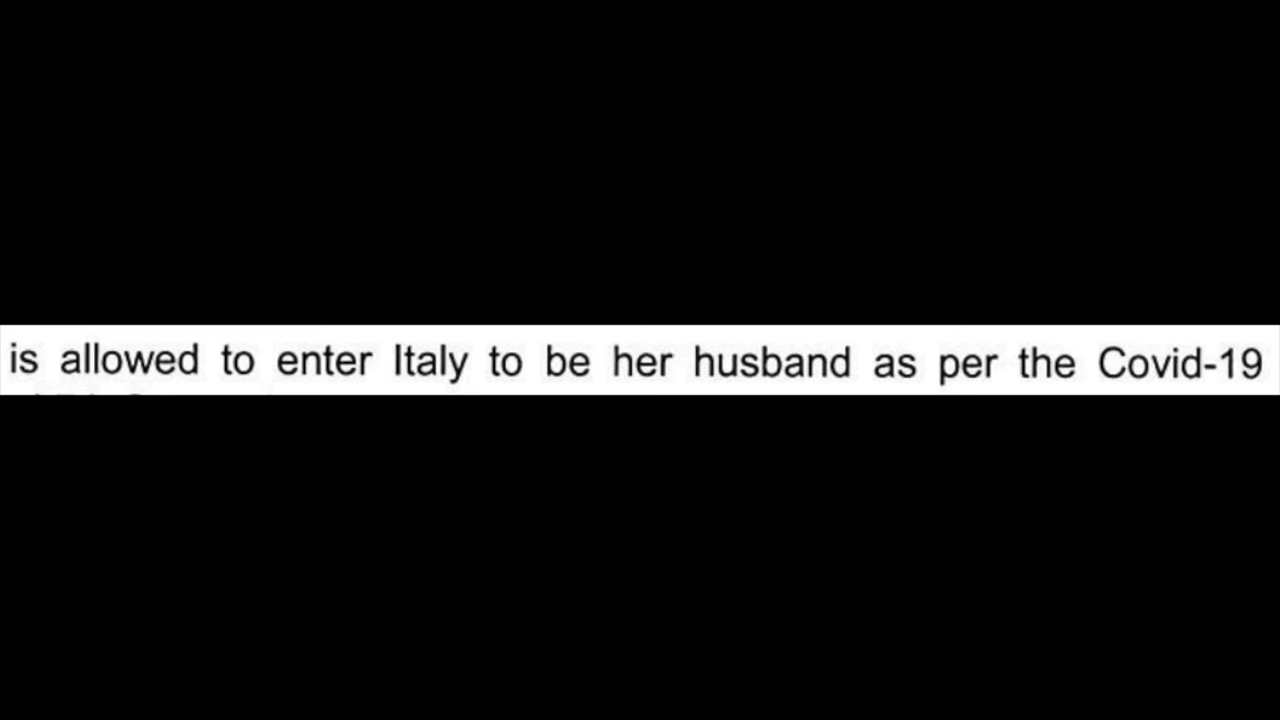 is allowed to enter Italy to be her husband as per the Covid-19